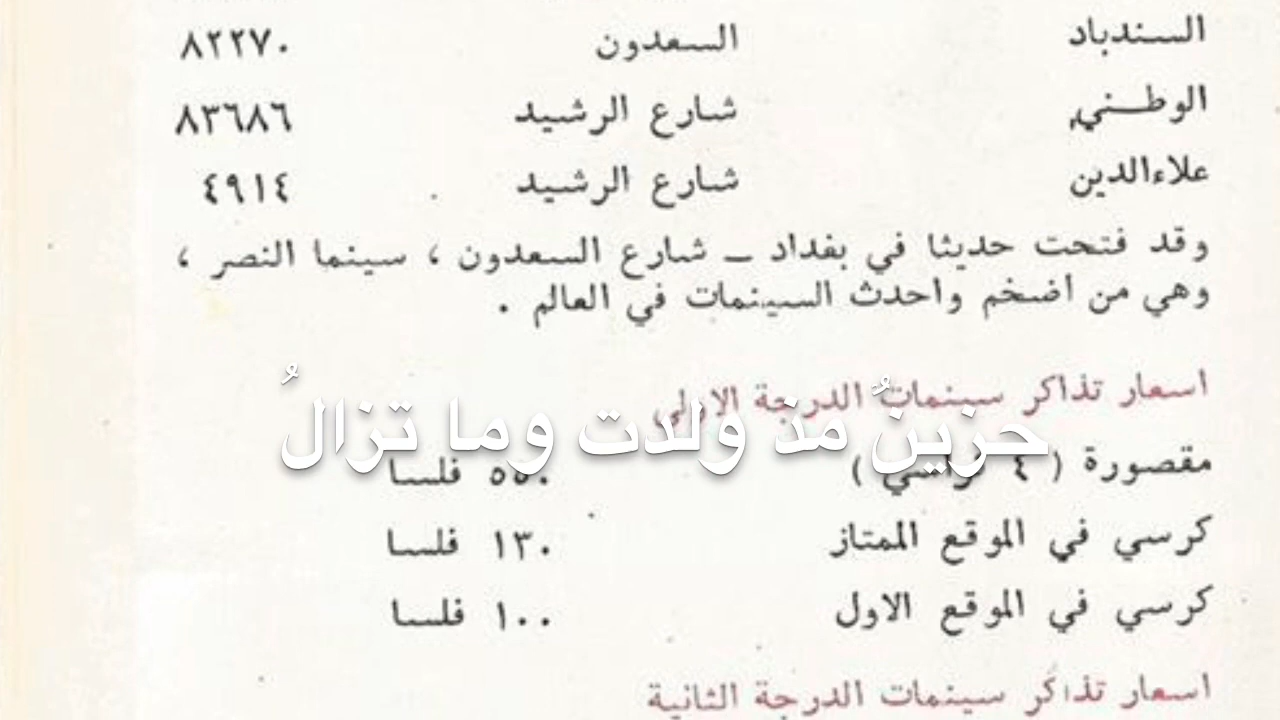 السندباد السعدون ٨٢٢٧٠
الوطني شارع الرشيد ٨٣٦٨٦
علاءالدين شارع الرشيد ٤٩١٤
وقد فتحت حديثا في بغداد – شارع السعدون ، سينما النصر ،
وهي من اضخم واحدث السينمات في العالم .
اسعار تذاكر سينمات الدرجة الاولى
حزينٌ مذ ولدت وما تزالُ
مقصورة ( ٤ كراسي ) ٥٥٠ فلسا
كرسي في الموقع الممتاز ١٣٠ فلسا
كرسي في الموقع الاول ١٠٠ فلسا
اسعار تذاكر سينمات الدرجة الثانية